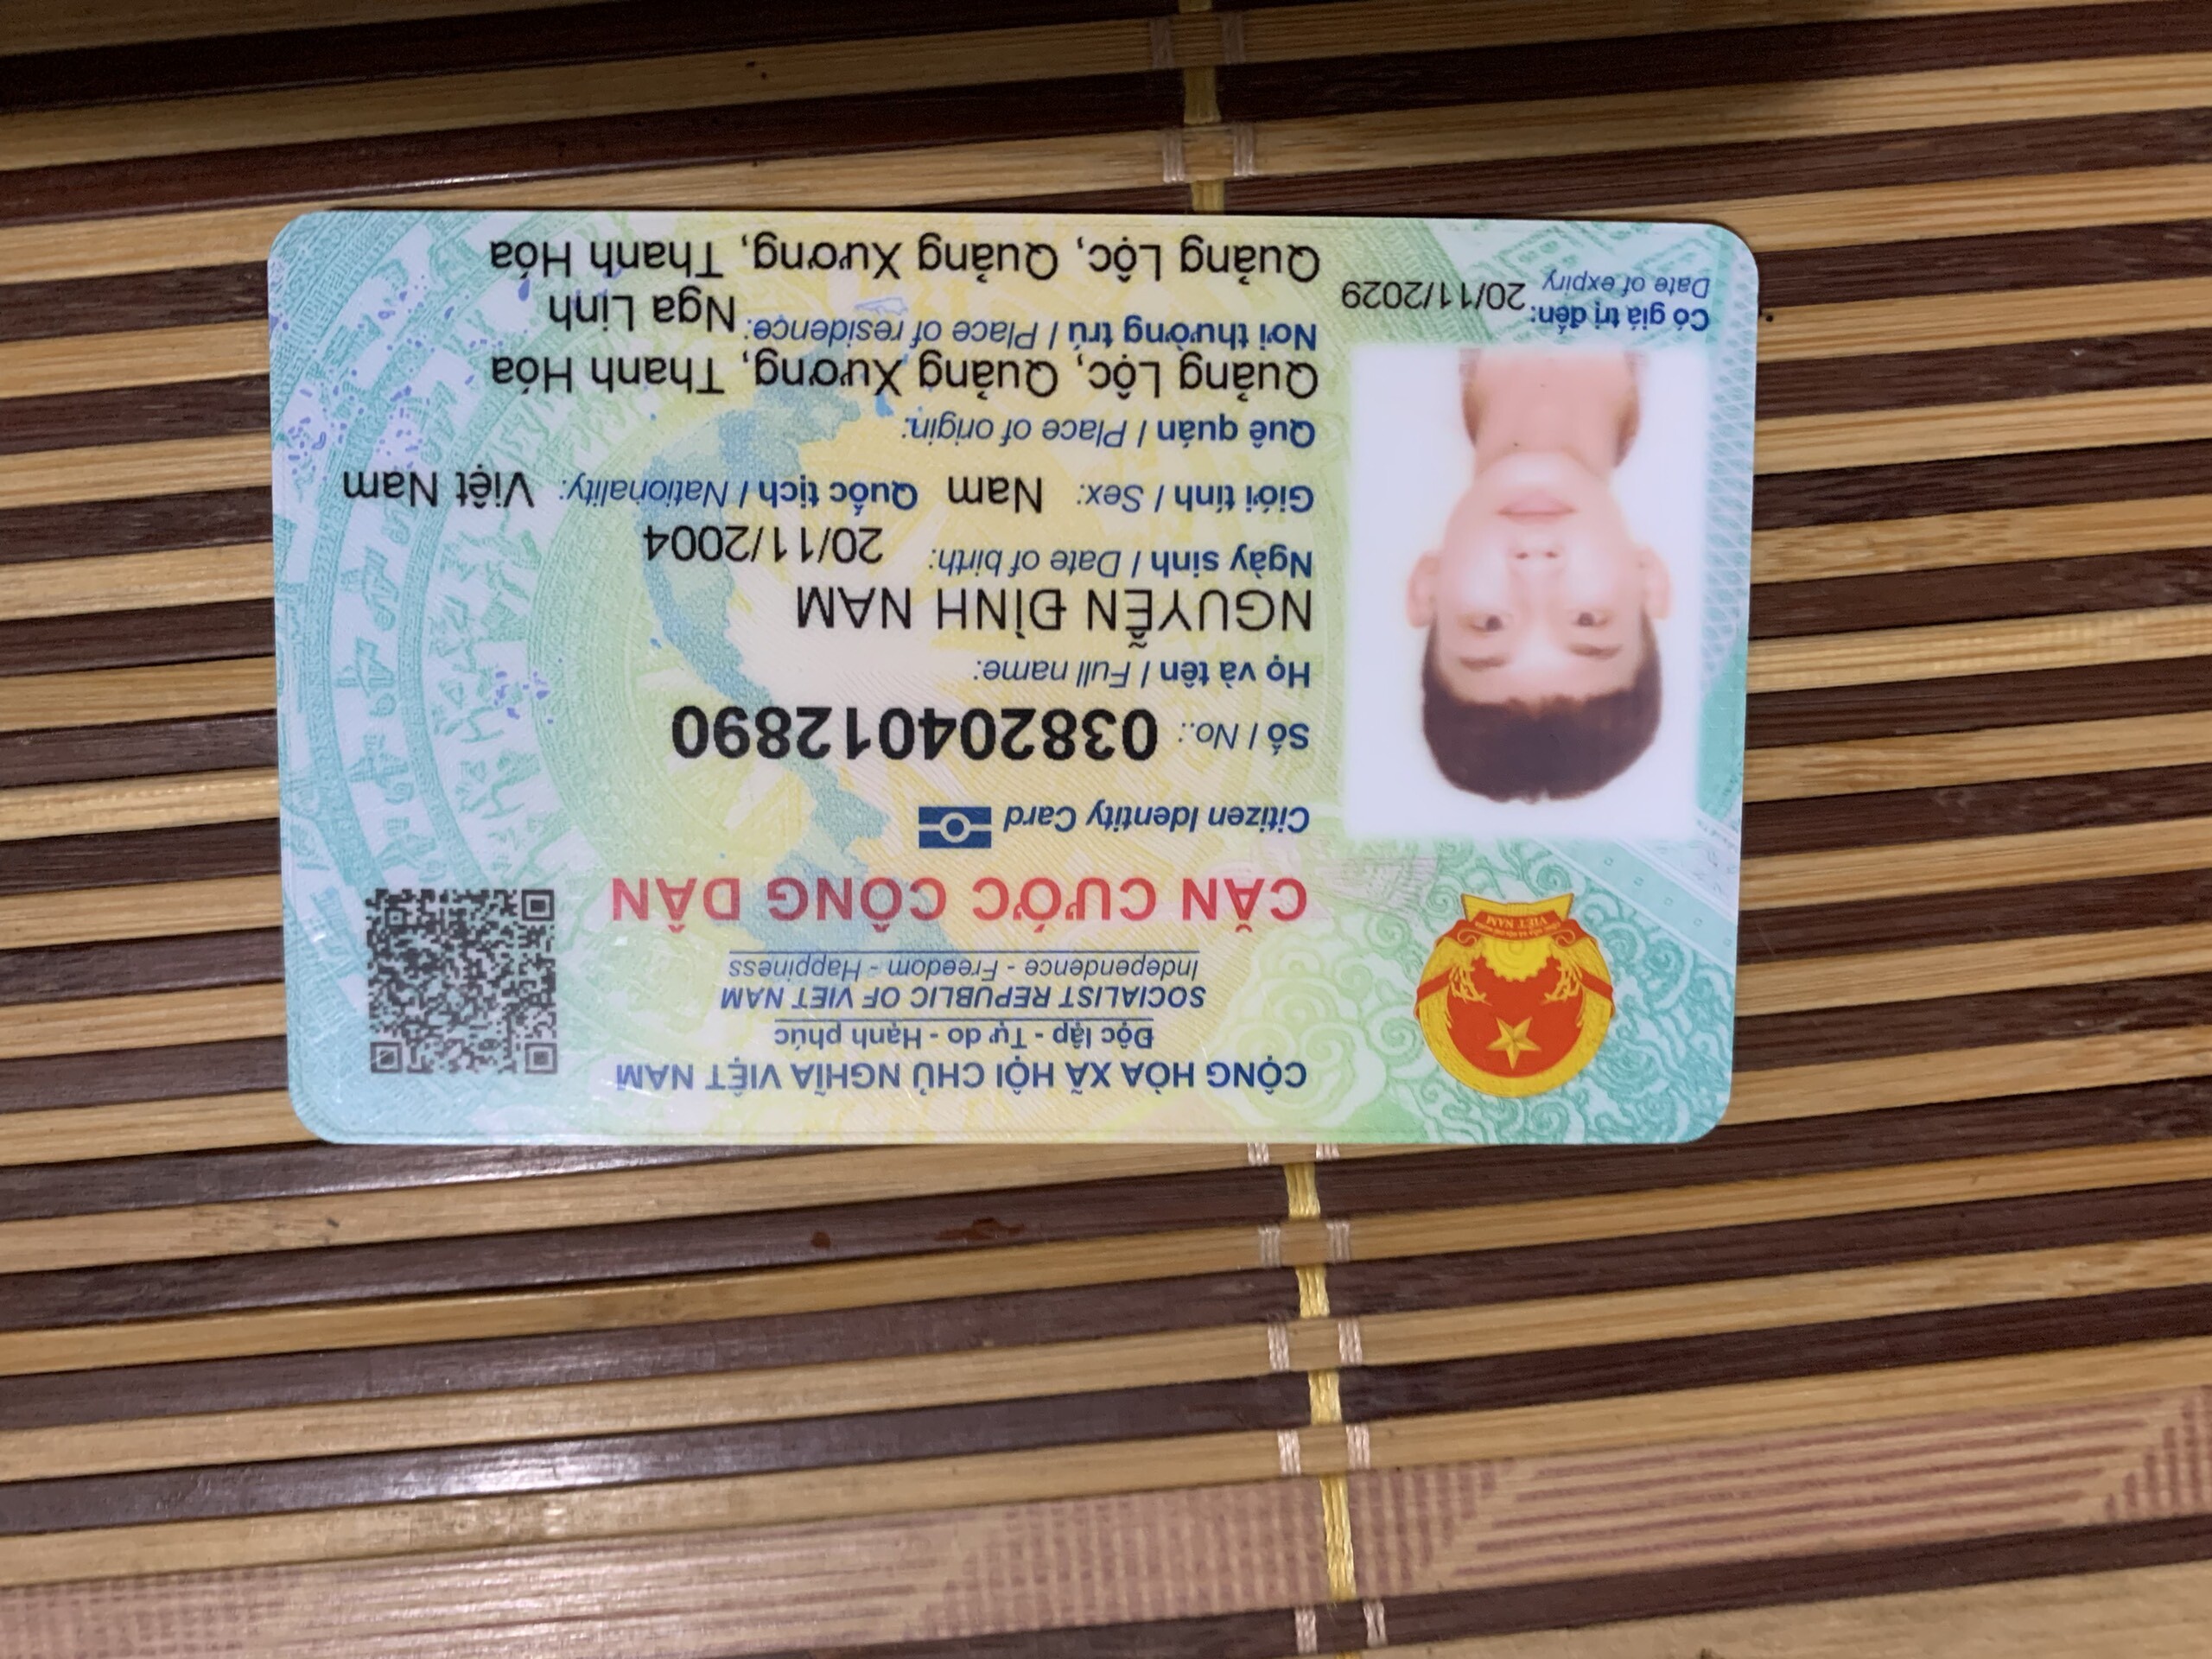 CỘNG HÒA XÃ HỘI CHỦ NGHĨA VIỆT NAM
Độc lập - Tự do - Hạnh phúc
SOCIALIST REPUBLIC OF VIET NAM
Independence - Freedom - Happiness
CĂN CƯỚC CÔNG DÂN
Citizen Identity Card
Số / No.: 038204012890
Họ và tên / Full name:
NGUYỄN ĐÌNH NAM
Ngày sinh / Date of birth: 20/11/2004
Giới tính / Sex: Nam Quốc tịch / Nationality: Việt Nam
Quê quán / Place of origin:
Quảng Lộc, Quảng Xương, Thanh Hóa
Nơi thường trú / Place of residence: Nga Linh
Quảng Lộc, Quảng Xương, Thanh Hóa
Có giá trị đến: 20/11/2029
Date of expiry
VIỆT NAM